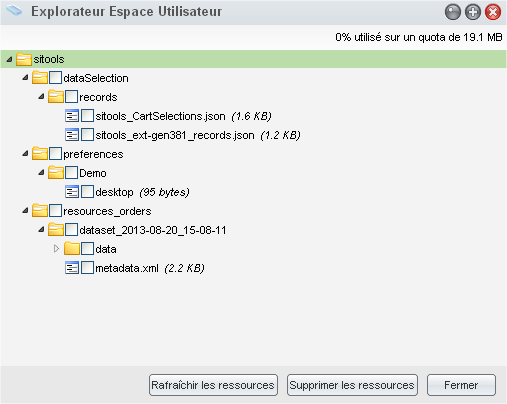 Explorateur Espace Utilisateur
0% utilisé sur un quota de 19.1 MB
sitools
dataSelection
records
sitools_CartSelections.json (1.6 KB)
sitools_ext-gen381_records.json (1.2 KB)
preferences
Demo
desktop (95 bytes)
resources_orders
dataset_2013-08-20_15-08-11
data
metadata.xml (2.2 KB)
Rafraîchir les ressources Supprimer les ressources Fermer